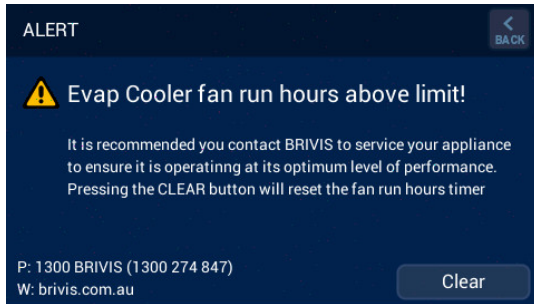 ALERT
BACK
Evap Cooler fan run hours above limit!
It is recommended you contact BRIVIS to service your appliance
to ensure it is operatinng at its optimum level of performance.
Pressing the CLEAR button will reset the fan run hours timer
P: 1300 BRIVIS (1300 274 847)
W: brivis.com.au
Clear